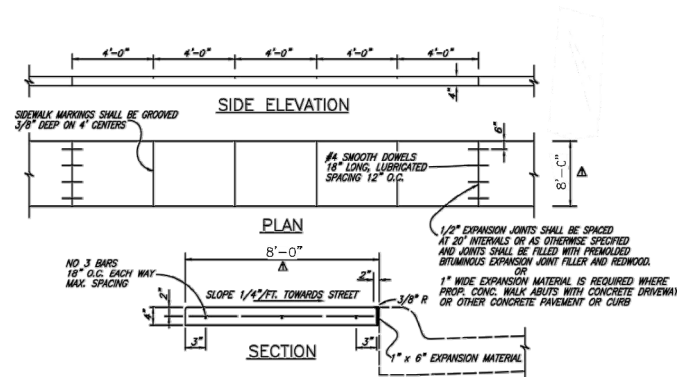 4'-0" 4'-0" 4'-0" 4'-0" 4'-0"
4"
SIDE ELEVATION
SIDEWALK MARKINGS SHALL BE GROOVED
3/8" DEEP ON 4' CENTERS
6"
#4 SMOOTH DOWELS
18" LONG, LUBRICATED
SPACING 12" O.C.
8'-0"
PLAN
1/2" EXPANSION JOINTS SHALL BE SPACED
AT 20' INTERVALS OR AS OTHERWISE SPECIFIED
AND JOINTS SHALL BE FILLED WITH PREMOLDED
BITUMINOUS EXPANSION JOINT FILLER AND REDWOOD.
OR
1" WIDE EXPANSION MATERIAL IS REQUIRED WHERE
PROP. CONC. WALK ABUTS WITH CONCRETE DRIVEWAY
OR OTHER CONCRETE PAVEMENT OR CURB
8'-0"
NO 3 BARS
18" O.C. EACH WAY
MAX. SPACING
2"
SLOPE 1/4"/FT. TOWARDS STREET
3/8" R
4"
2"
3"
3"
1" x 6" EXPANSION MATERIAL
SECTION